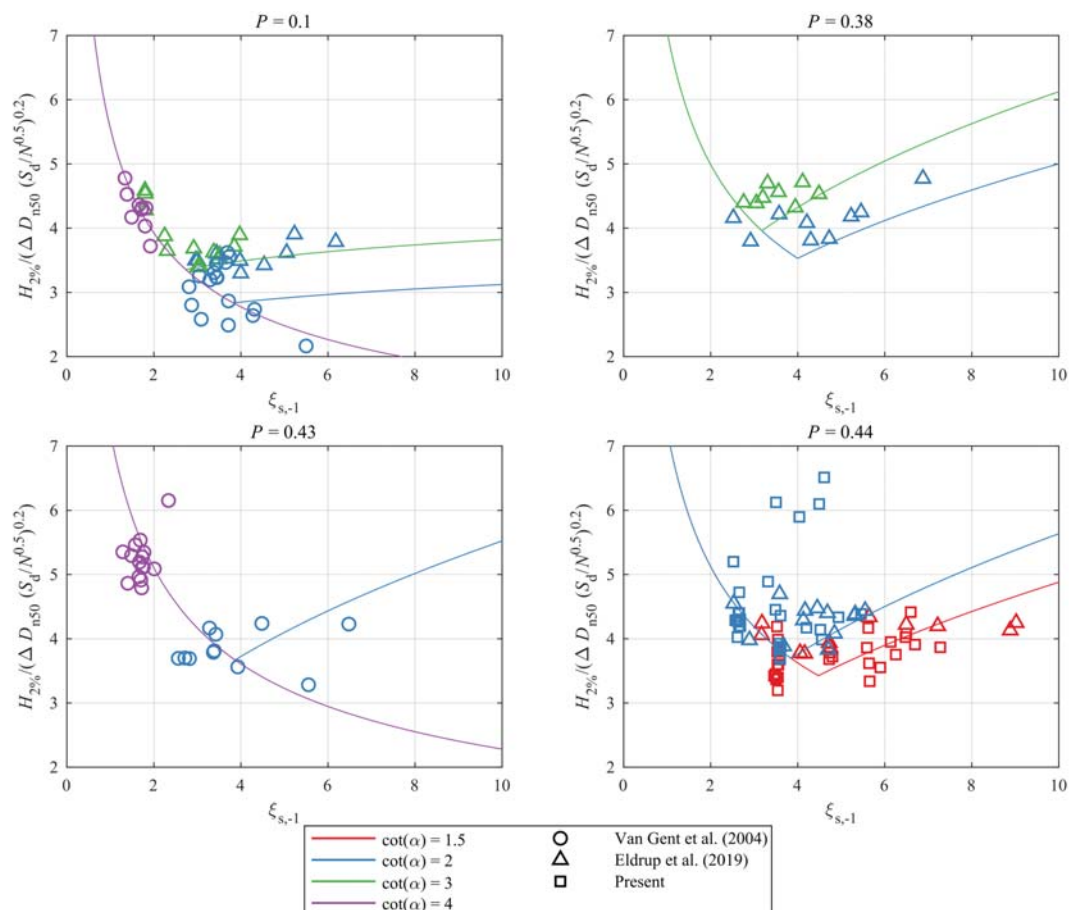 P = 0.1
7
6
5
4
3
2
0 2 4 6 8 10
H2%/(Δ Dn50 (Sd/N^0.5)^0.2)
ξs,-1
P = 0.38
7
6
5
4
3
2
0 2 4 6 8 10
H2%/(Δ Dn50 (Sd/N^0.5)^0.2)
ξs,-1
P = 0.43
7
6
5
4
3
2
0 2 4 6 8 10
H2%/(Δ Dn50 (Sd/N^0.5)^0.2)
ξs,-1
P = 0.44
7
6
5
4
3
2
0 2 4 6 8 10
H2%/(Δ Dn50 (Sd/N^0.5)^0.2)
ξs,-1
cot(α) = 1.5
cot(α) = 2
cot(α) = 3
cot(α) = 4
Van Gent et al. (2004)
Eldrup et al. (2019)
Present